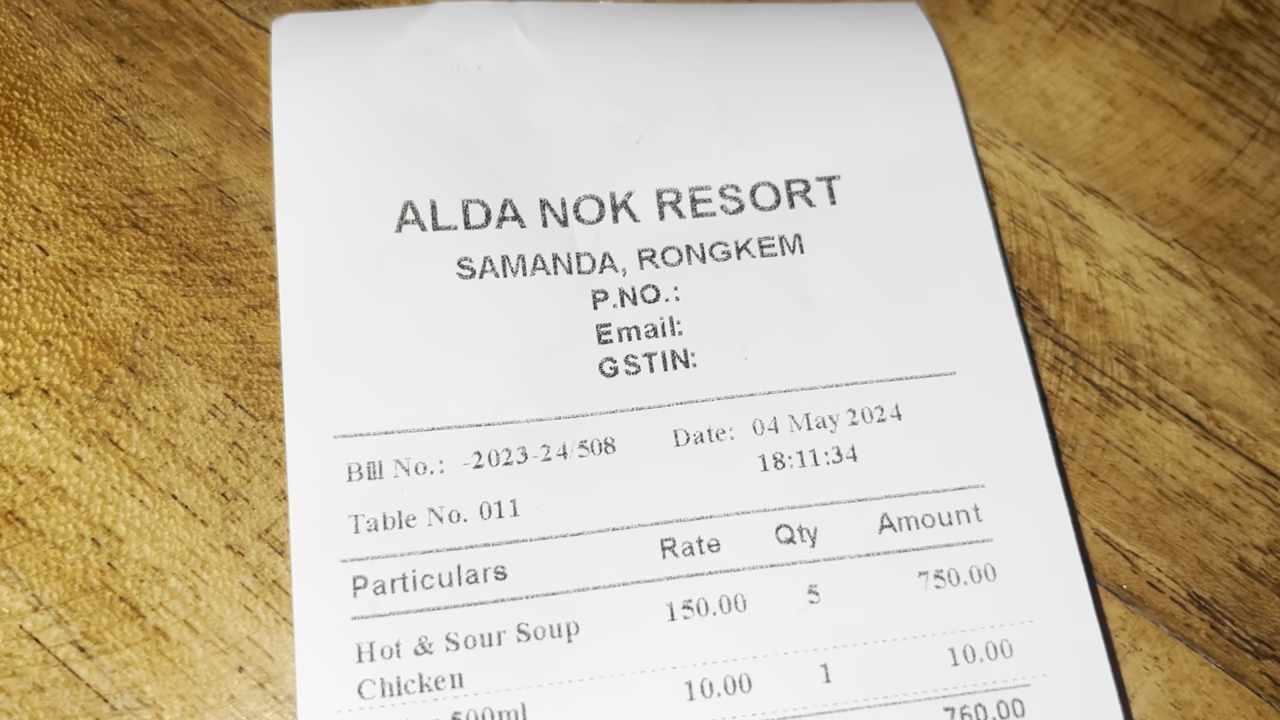 ALDA NOK RESORT
SAMANDA, RONGKEM
P.NO.:
Email:
GSTIN:
Bill No.: -2023-24/508 Date: 04 May 2024
18:11:34
Table No. 011
Particulars Rate Qty Amount
Hot & Sour Soup 150.00 5 750.00
Chicken
500ml 10.00 1 10.00
760.00